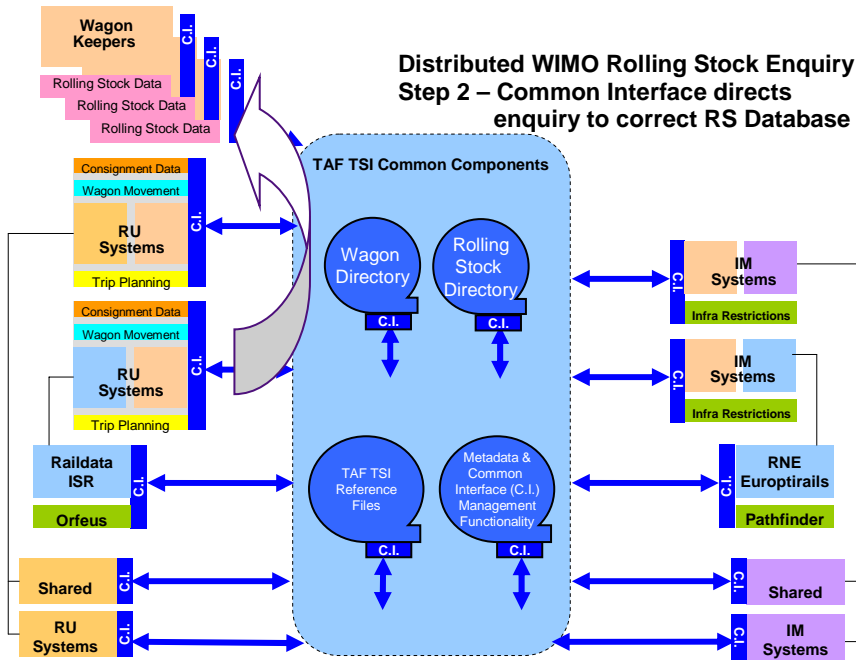 Wagon
Keepers
C.I.
C.I.
C.I.
Rolling Stock Data
Rolling Stock Data
Rolling Stock Data
Distributed WIMO Rolling Stock Enquiry
Step 2 – Common Interface directs
enquiry to correct RS Database
TAF TSI Common Components
Consignment Data
Wagon Movement
RU
Systems
Trip Planning
C.I.
Consignment Data
Wagon Movement
RU
Systems
Trip Planning
C.I.
Raildata
ISR
Orfeus
C.I.
Shared
C.I.
RU
Systems
C.I.
Wagon
Directory
C.I.
Rolling
Stock
Directory
C.I.
TAF TSI
Reference
Files
C.I.
Metadata &
Common
Interface (C.I.)
Management
Functionality
C.I.
C.I.
IM
Systems
Infra Restrictions
C.I.
IM
Systems
Infra Restrictions
C.I.
RNE
Europtirails
Pathfinder
C.I.
Shared
C.I.
IM
Systems